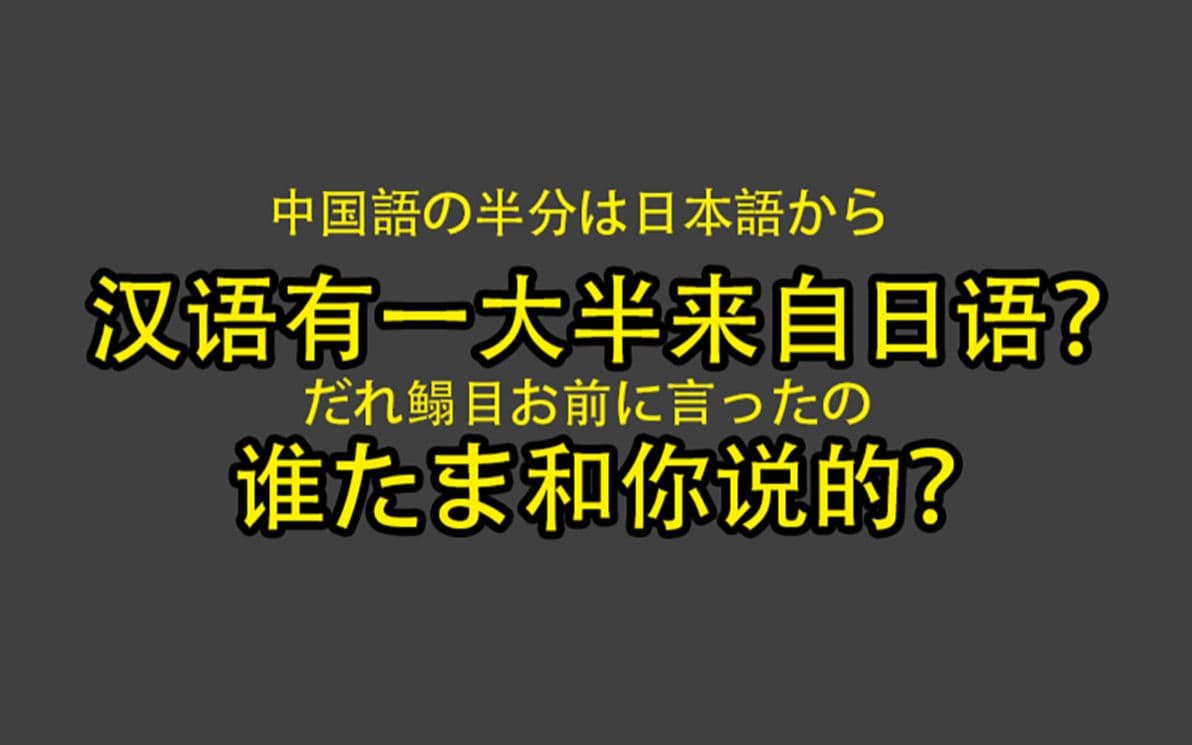 中国語の半分は日本語から
汉语有一大半来自日语?
だれ鳎目お前に言ったの
谁たま和你说的?